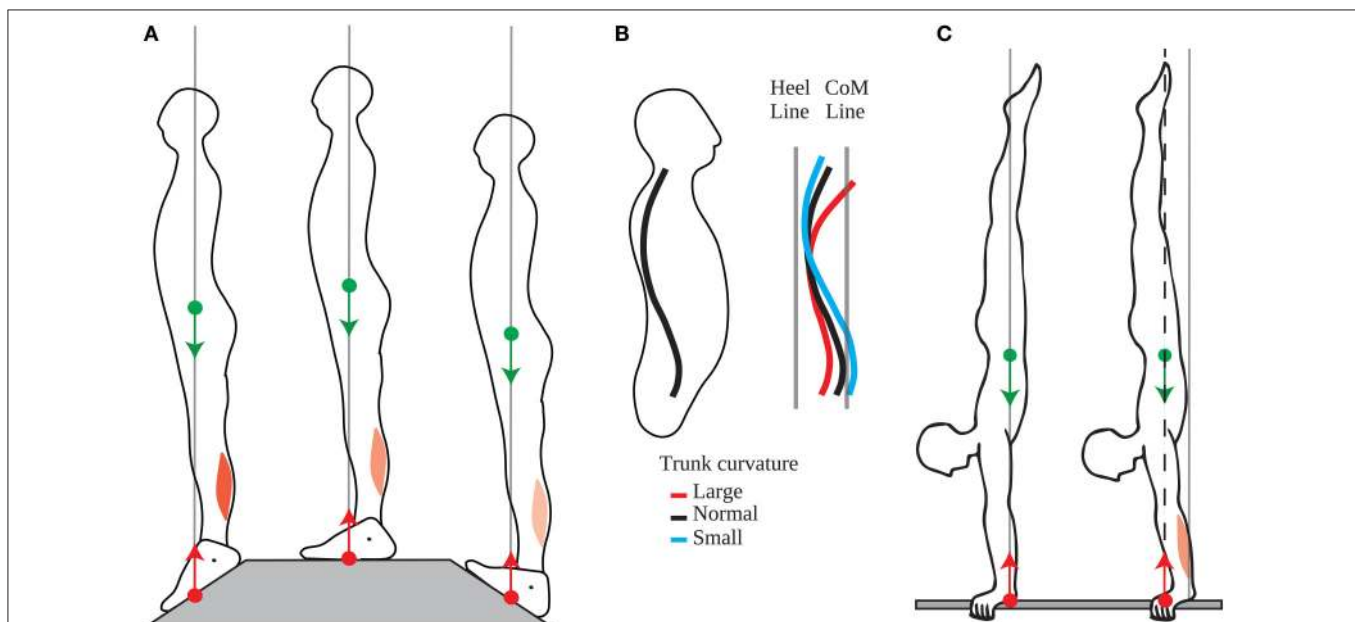 A
B
C
Heel CoM
Line Line
Trunk curvature
Large
Normal
Small